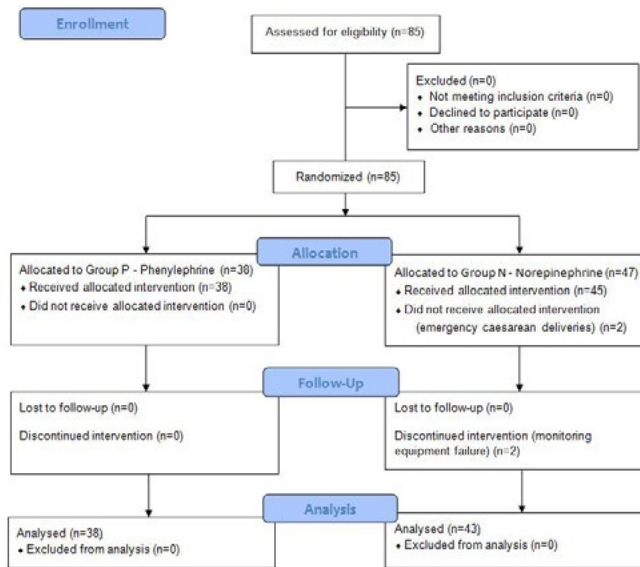 Enrollment
Assessed for eligibility (n=85)
Excluded (n=0)
♦ Not meeting inclusion criteria (n=0)
♦ Declined to participate (n=0)
♦ Other reasons (n=0)
Randomized (n=85)
Allocation
Allocated to Group P - Phenylephrine (n=38)
♦ Received allocated intervention (n=38)
♦ Did not receive allocated intervention (n=0)
Allocated to Group N - Norepinephrine (n=47)
♦ Received allocated intervention (n=45)
♦ Did not receive allocated intervention
(emergency caesarean deliveries) (n=2)
Follow-Up
Lost to follow-up (n=0)
Discontinued intervention (n=0)
Lost to follow-up (n=0)
Discontinued intervention (monitoring
equipment failure) (n=2)
Analysis
Analysed (n=38)
♦ Excluded from analysis (n=0)
Analysed (n=43)
♦ Excluded from analysis (n=0)